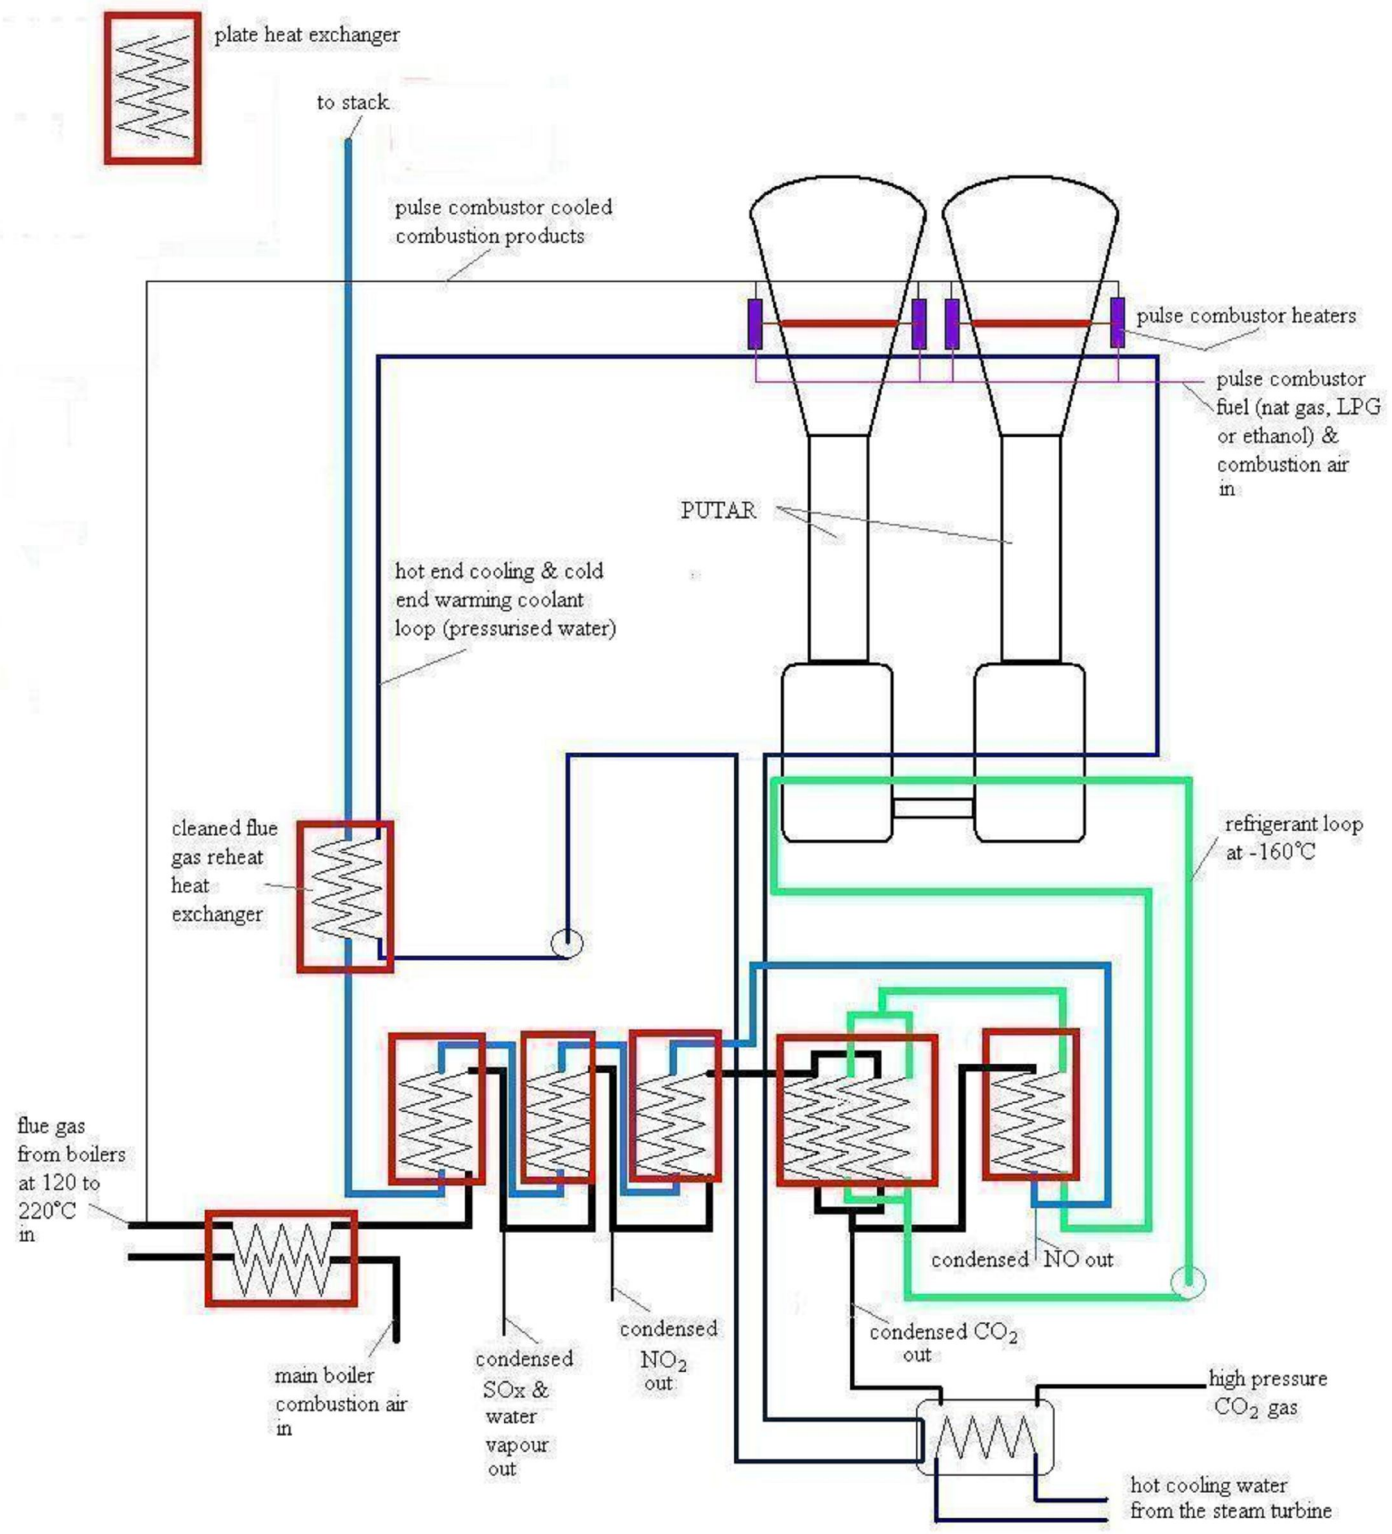 plate heat exchanger
to stack
pulse combustor cooled
combustion products
pulse combustor heaters
pulse combustor
fuel (nat gas, LPG
or ethanol) &
combustion air
in
PUTAR
hot end cooling & cold
end warming coolant
loop (pressurised water)
cleaned flue
gas reheat
heat
exchanger
refrigerant loop
at -160°C
flue gas
from boilers
at 120 to
220°C
in
condensed NO out
condensed CO2
out
condensed
NO2
out
condensed
SOx &
water
vapour
out
main boiler
combustion air
in
high pressure
CO2 gas
hot cooling water
from the steam turbine